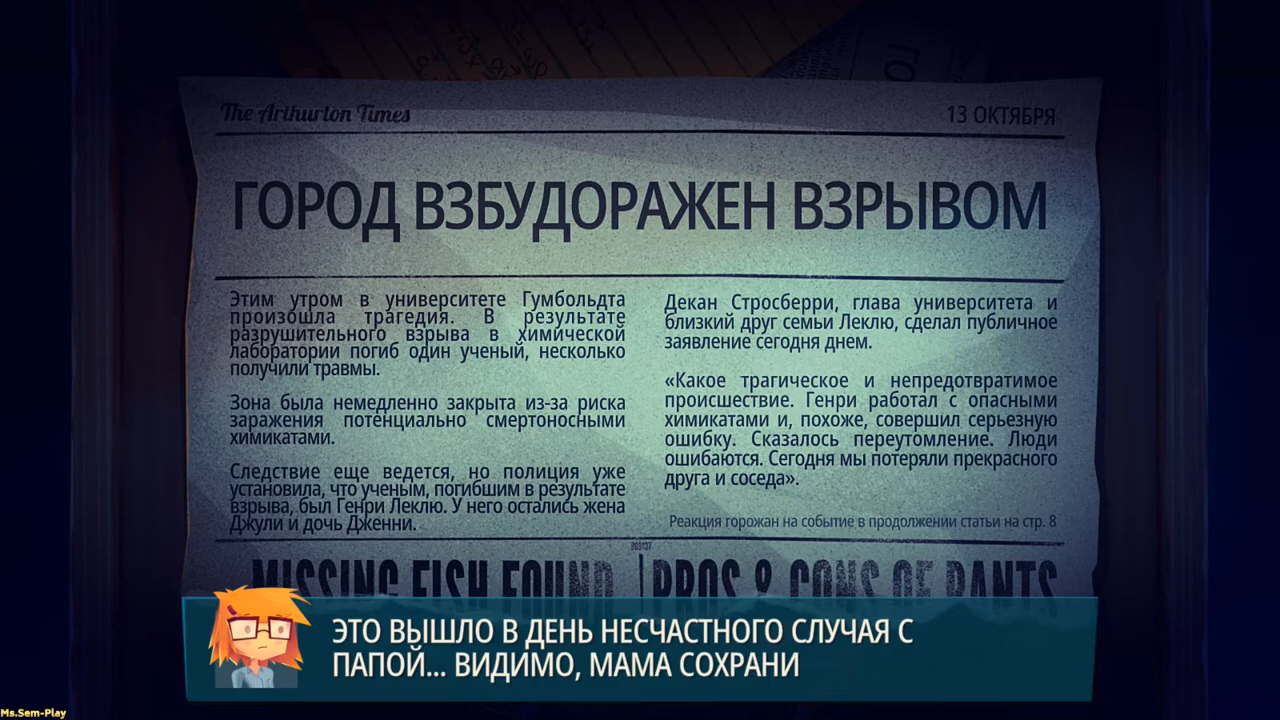 The Arthurton Times
13 ОКТЯБРЯ
ГОРОД ВЗБУДОРАЖЕН ВЗРЫВОМ
Этим утром в университете Гумбольдта
произошла трагедия. В результате
разрушительного взрыва в химической
лаборатории погиб один ученый, несколько
получили травмы.
Зона была немедленно закрыта из-за риска
заражения потенциально смертоносными
химикатами.
Следствие еще ведется, но полиция уже
установила, что ученым, погибшим в результате
взрыва, был Генри Леклю. У него остались жена
Джули и дочь Дженни.
Декан Стросберри, глава университета и
близкий друг семьи Леклю, сделал публичное
заявление сегодня днем.
«Какое трагическое и непредотвратимое
происшествие. Генри работал с опасными
химикатами и, похоже, совершил серьезную
ошибку. Сказалось переутомление. Люди
ошибаются. Сегодня мы потеряли прекрасного
друга и соседа».
Реакция горожан на событие в продолжении статьи на стр. 8
MISSING FISH FOUND
PROS & CONS OF PANTS
ЭТО ВЫШЛО В ДЕНЬ НЕСЧАСТНОГО СЛУЧАЯ С
ПАПОЙ... ВИДИМО, МАМА СОХРАНИ
Ms.Sem-Play